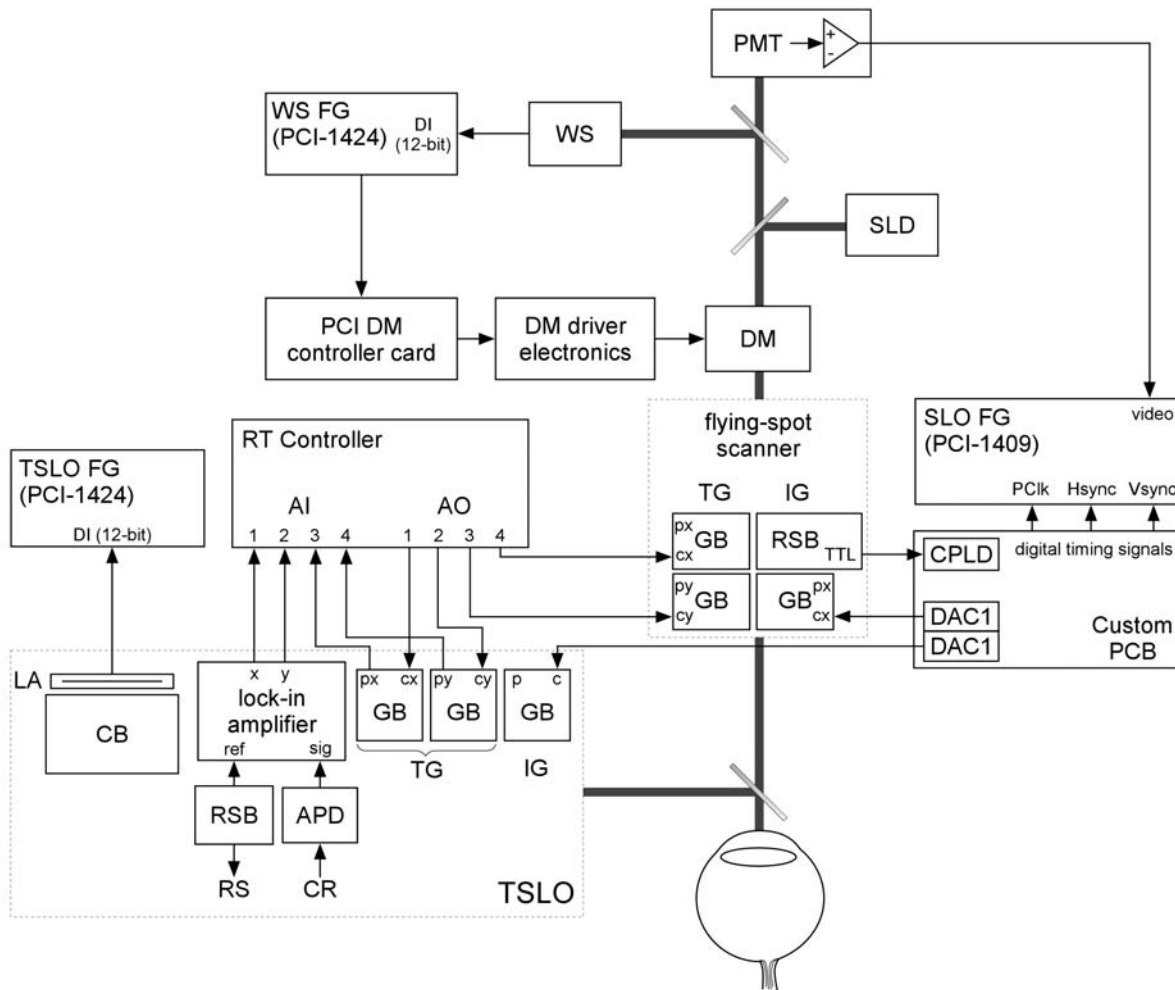 PMT
+
-
WS FG
(PCI-1424)
DI
(12-bit)
WS
SLD
PCI DM
controller card
DM driver
electronics
DM
flying-spot
scanner
TG
IG
px
cx
GB
RSB
TTL
py
cy
GB
GB
px
cx
video
SLO FG
(PCI-1409)
PClk
Hsync
Vsync
digital timing signals
CPLD
DAC1
DAC1
Custom
PCB
RT Controller
AI
AO
1
2
3
4
1
2
3
4
TSLO FG
(PCI-1424)
DI (12-bit)
LA
CB
x
y
lock-in
amplifier
ref
sig
RSB
APD
RS
CR
px
cx
GB
py
cy
GB
p
c
GB
TG
IG
TSLO